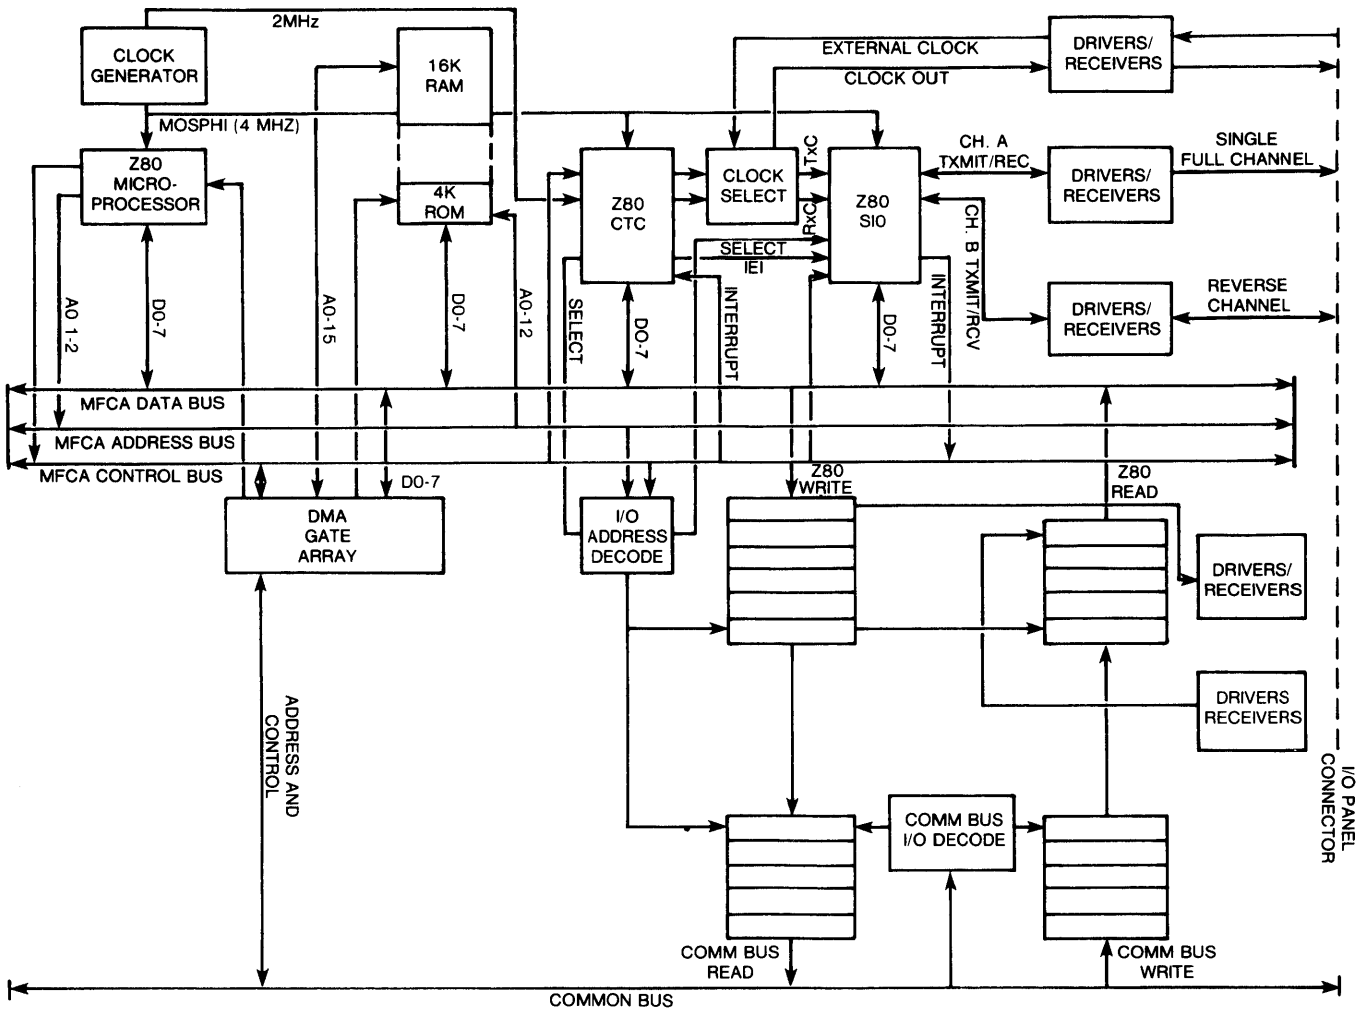 2MHz
CLOCK
GENERATOR
16K
RAM
EXTERNAL CLOCK
CLOCK OUT
DRIVERS/
RECEIVERS
MOSPHI (4 MHZ)
Z80
MICRO-
PROCESSOR
4K
ROM
Z80
CTC
CLOCK
SELECT
TxC
RxC
Z80
SIO
CH. A
TXMIT/REC
DRIVERS/
RECEIVERS
SINGLE
FULL CHANNEL
SELECT
IEI
CH. B TXMIT/RCV
DRIVERS/
RECEIVERS
REVERSE
CHANNEL
A0 1-2
D0-7
A0-15
D0-7
A0-12
SELECT
DO-7
INTERRUPT
D0-7
INTERRUPT
MFCA DATA BUS
MFCA ADDRESS BUS
MFCA CONTROL BUS
D0-7
DMA
GATE
ARRAY
I/O
ADDRESS
DECODE
Z80
WRITE
Z80
READ
DRIVERS/
RECEIVERS
DRIVERS
RECEIVERS
ADDRESS AND
CONTROL
I/O PANEL
CONNECTOR
COMM BUS
I/O DECODE
COMM BUS
READ
COMM BUS
WRITE
COMMON BUS